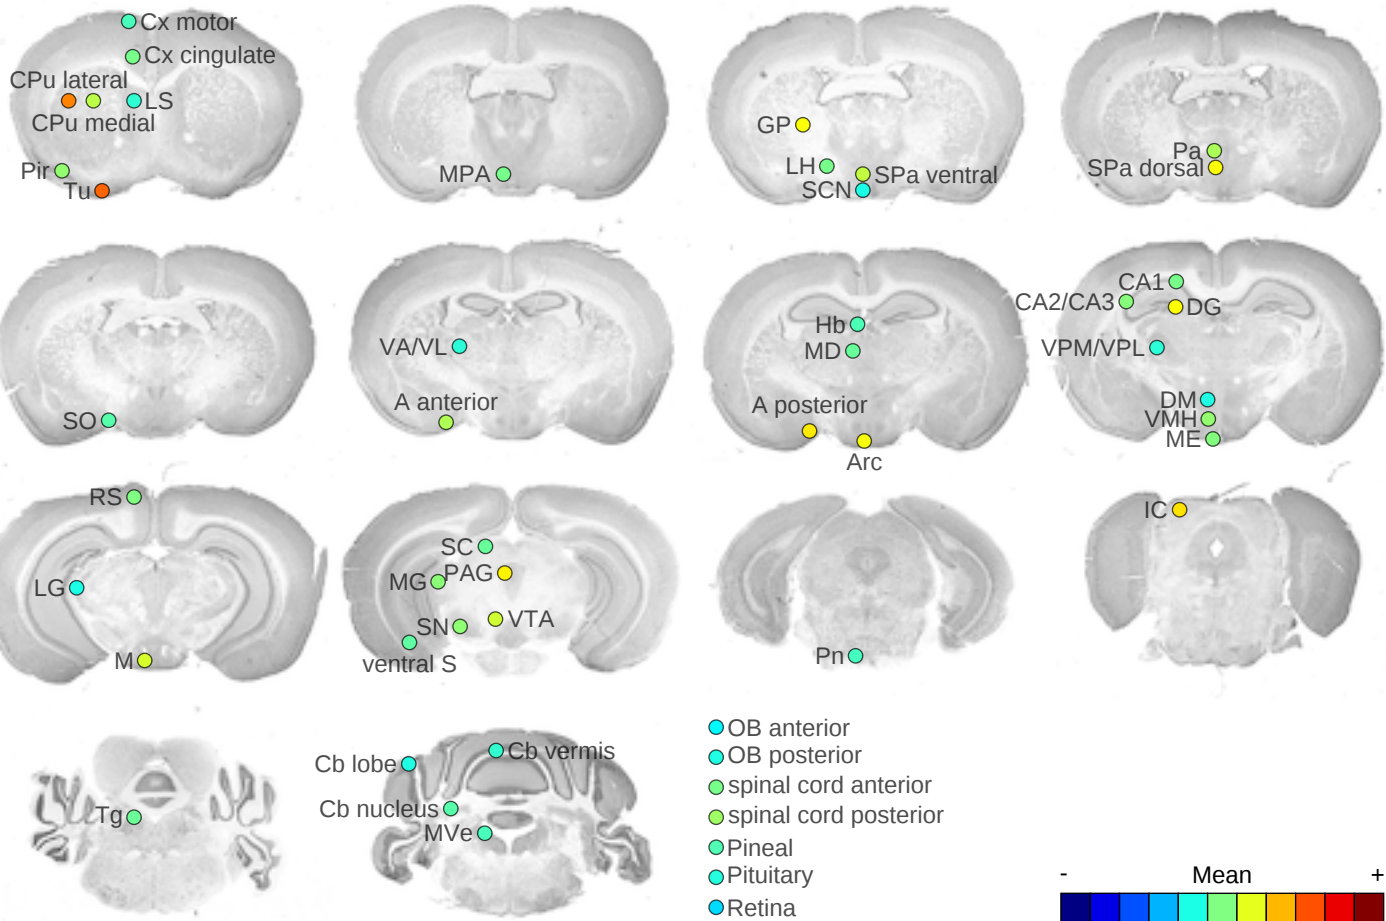 Cx motor
Cx cingulate
CPu lateral
LS
CPu medial
Pir
Tu
MPA
GP
LH
SPa ventral
SCN
Pa
SPa dorsal
SO
VA/VL
A anterior
Hb
MD
A posterior
Arc
CA1
CA2/CA3
DG
VPM/VPL
DM
VMH
ME
RS
LG
M
SC
MG
PAG
SN
VTA
ventral S
Pn
IC
Tg
Cb lobe
Cb vermis
Cb nucleus
MVe
OB anterior
OB posterior
spinal cord anterior
spinal cord posterior
Pineal
Pituitary
Retina
- Mean +